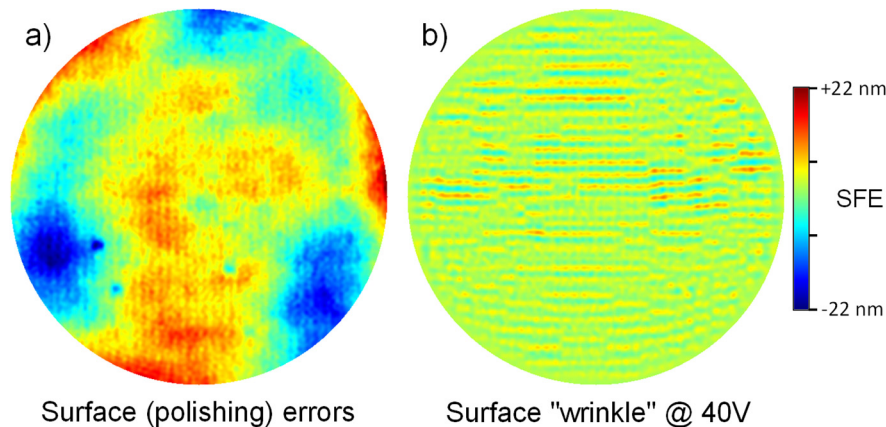 a)
b)
+22 nm
SFE
-22 nm
Surface (polishing) errors
Surface "wrinkle" @ 40V